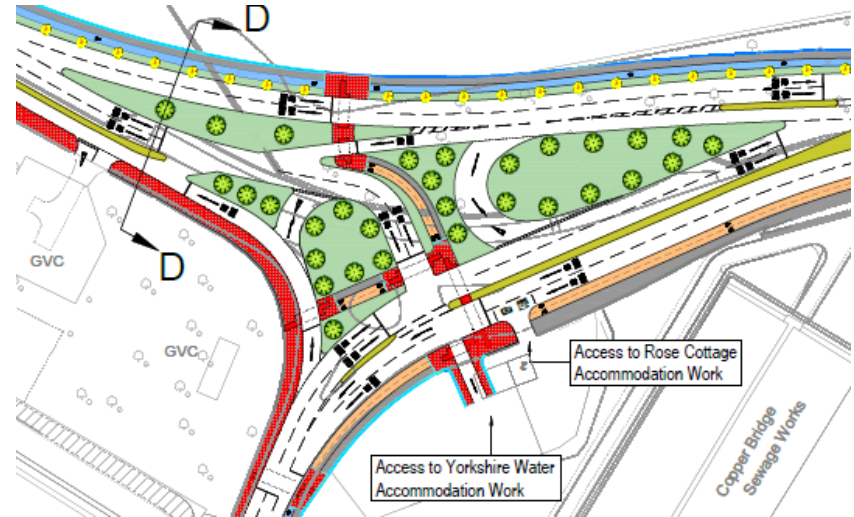 D
D
GVC
GVC
Access to Rose Cottage
Accommodation Work
Access to Yorkshire Water
Accommodation Work
Copper Bridge
Sewage Works